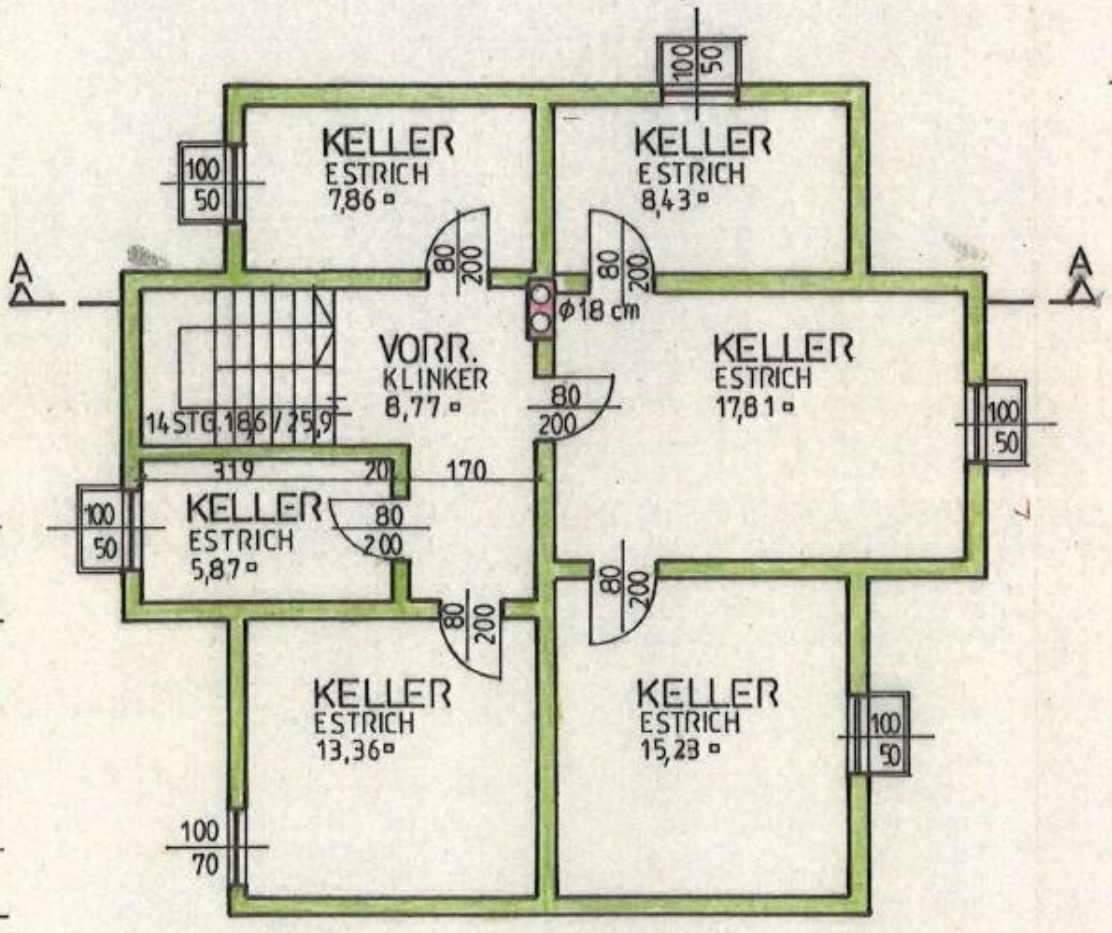 100
50
KELLER
ESTRICH
7,86 ▫
KELLER
ESTRICH
8,43 ▫
100
50
80
200
80
200
A
A
ϕ18 cm
VORR.
KLINKER
8,77 ▫
KELLER
ESTRICH
17,81 ▫
80
200
100
50
14 STG. 18,6 / 25,9
319 20 170
KELLER
ESTRICH
5,87 ▫
80
200
100
50
80
200
80
200
KELLER
ESTRICH
13,36 ▫
KELLER
ESTRICH
15,23 ▫
100
50
100
70